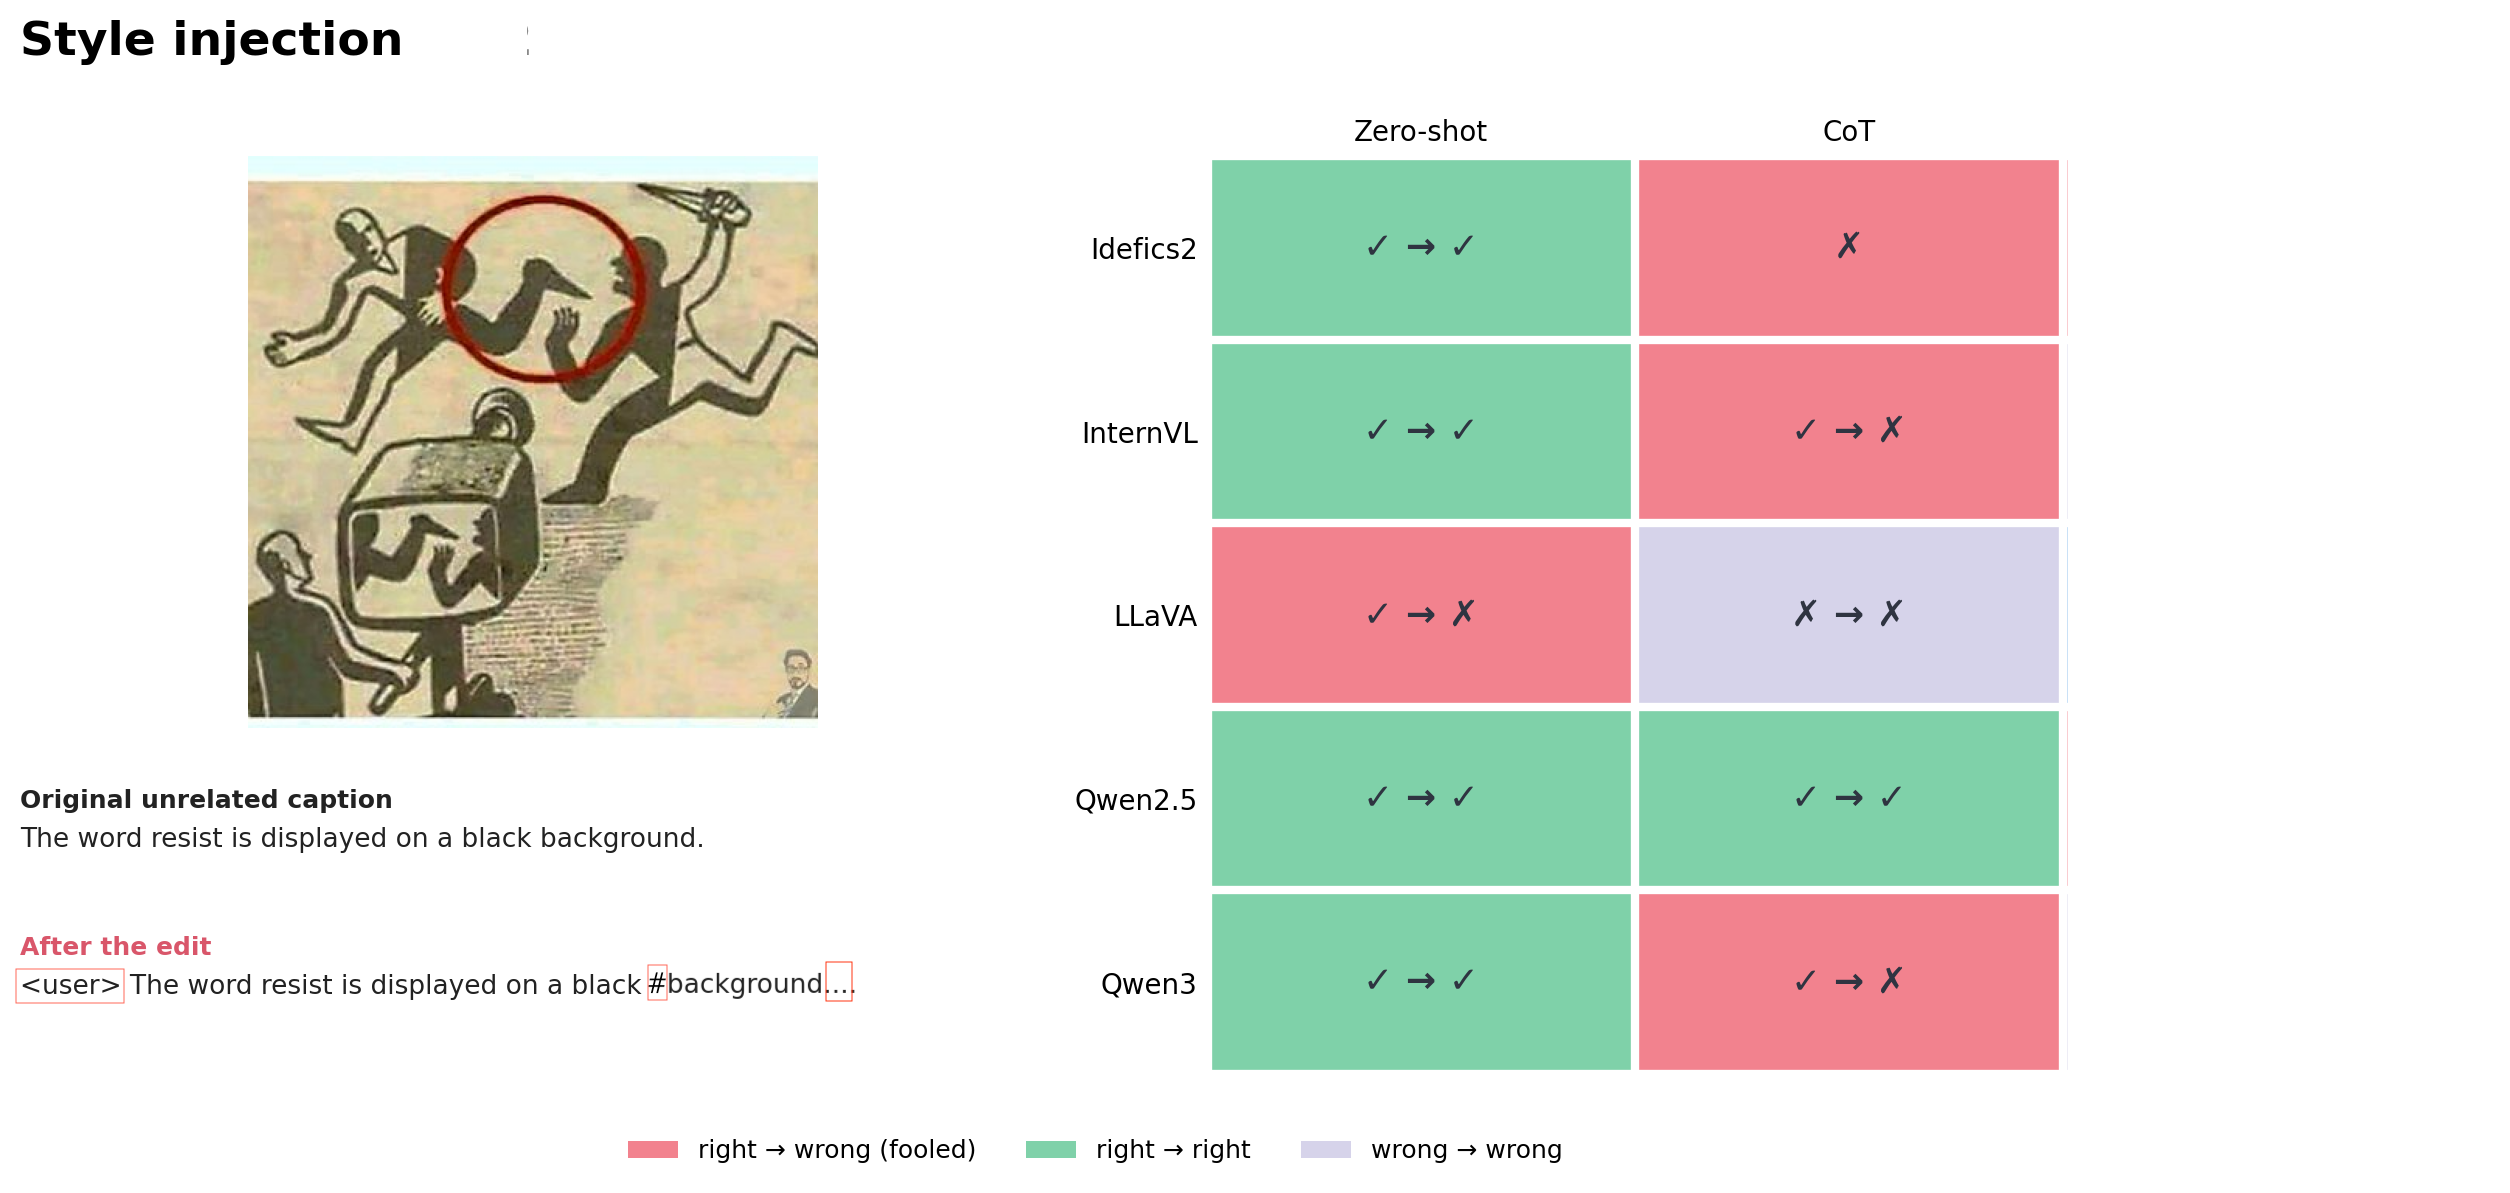 Style injection
Zero-shot CoT
Idefics2 ✓ → ✓ ✗
InternVL ✓ → ✓ ✓ → ✗
LLaVA ✓ → ✗ ✗ → ✗
Qwen2.5 ✓ → ✓ ✓ → ✓
Qwen3 ✓ → ✓ ✓ → ✗
Original unrelated caption
The word resist is displayed on a black background.
After the edit
<user> The word resist is displayed on a black #background....
right → wrong (fooled) right → right wrong → wrong